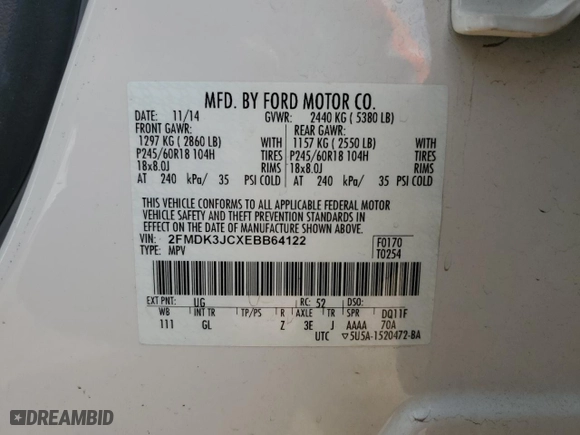 MFD. BY FORD MOTOR CO.
DATE: 11/14 GVWR: 2440 KG ( 5380 LB)
FRONT GAWR: REAR GAWR:
1297 KG ( 2860 LB) WITH 1157 KG ( 2550 LB) WITH
P245/60R18 104H TIRES P245/60R18 104H TIRES
18x8.0J RIMS 18x8.0J RIMS
AT 240 kPa/ 35 PSI COLD AT 240 kPa/ 35 PSI COLD
THIS VEHICLE CONFORMS TO ALL APPLICABLE FEDERAL MOTOR
VEHICLE SAFETY AND THEFT PREVENTION STANDARDS IN
EFFECT ON THE DATE OF MANUFACTURE SHOWN ABOVE.
VIN: 2FMDK3JCXEBB64122 F0170
TYPE: MPV T0254
EXT PNT: UG RC: 52 DSO:
WB INT TR TP/PS R AXLE TR SPR DQ11F
111 GL Z 3E J AAAA 70A
UTC ▽5U5A-1520472-BA
DREAMBID